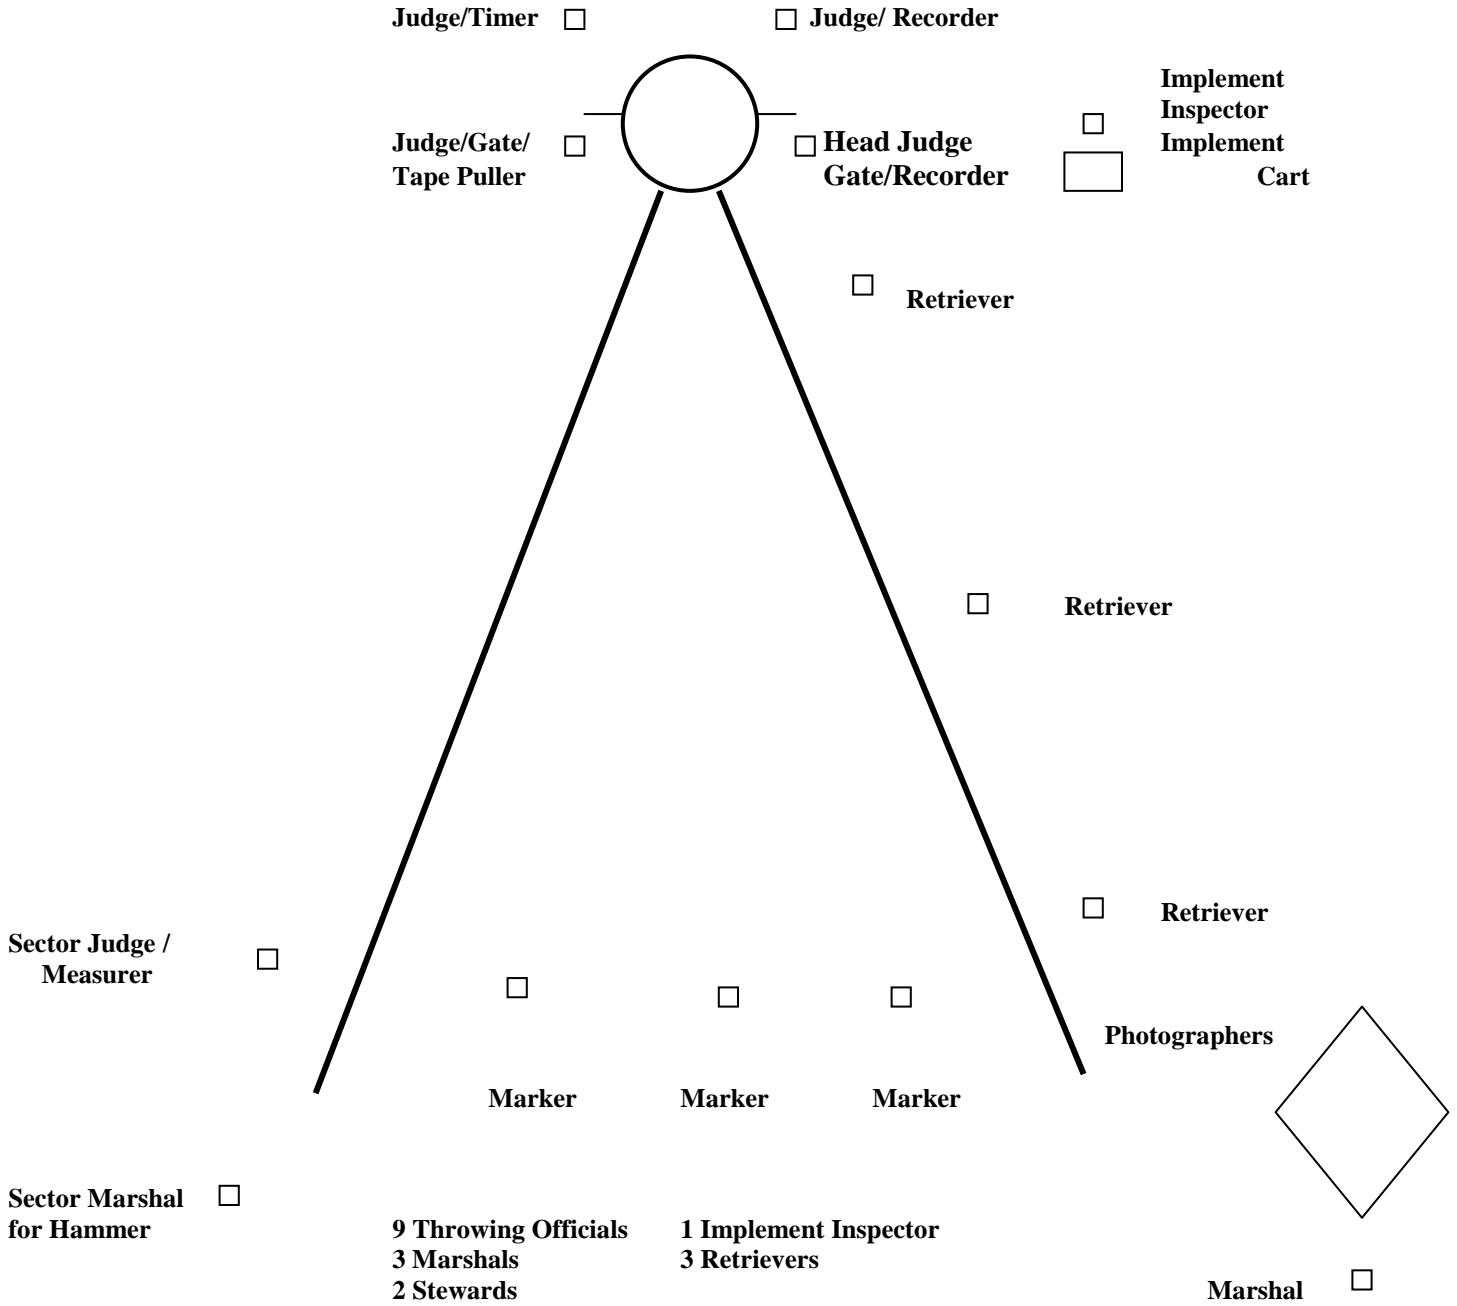 Judge/Timer
Judge/ Recorder
Implement
Inspector
Judge/Gate/
Tape Puller
Head Judge
Gate/Recorder
Implement
Cart
Retriever
Retriever
Retriever
Sector Judge /
Measurer
Photographers
Marker
Marker
Marker
Sector Marshal
for Hammer
9 Throwing Officials
3 Marshals
2 Stewards
1 Implement Inspector
3 Retrievers
Marshal